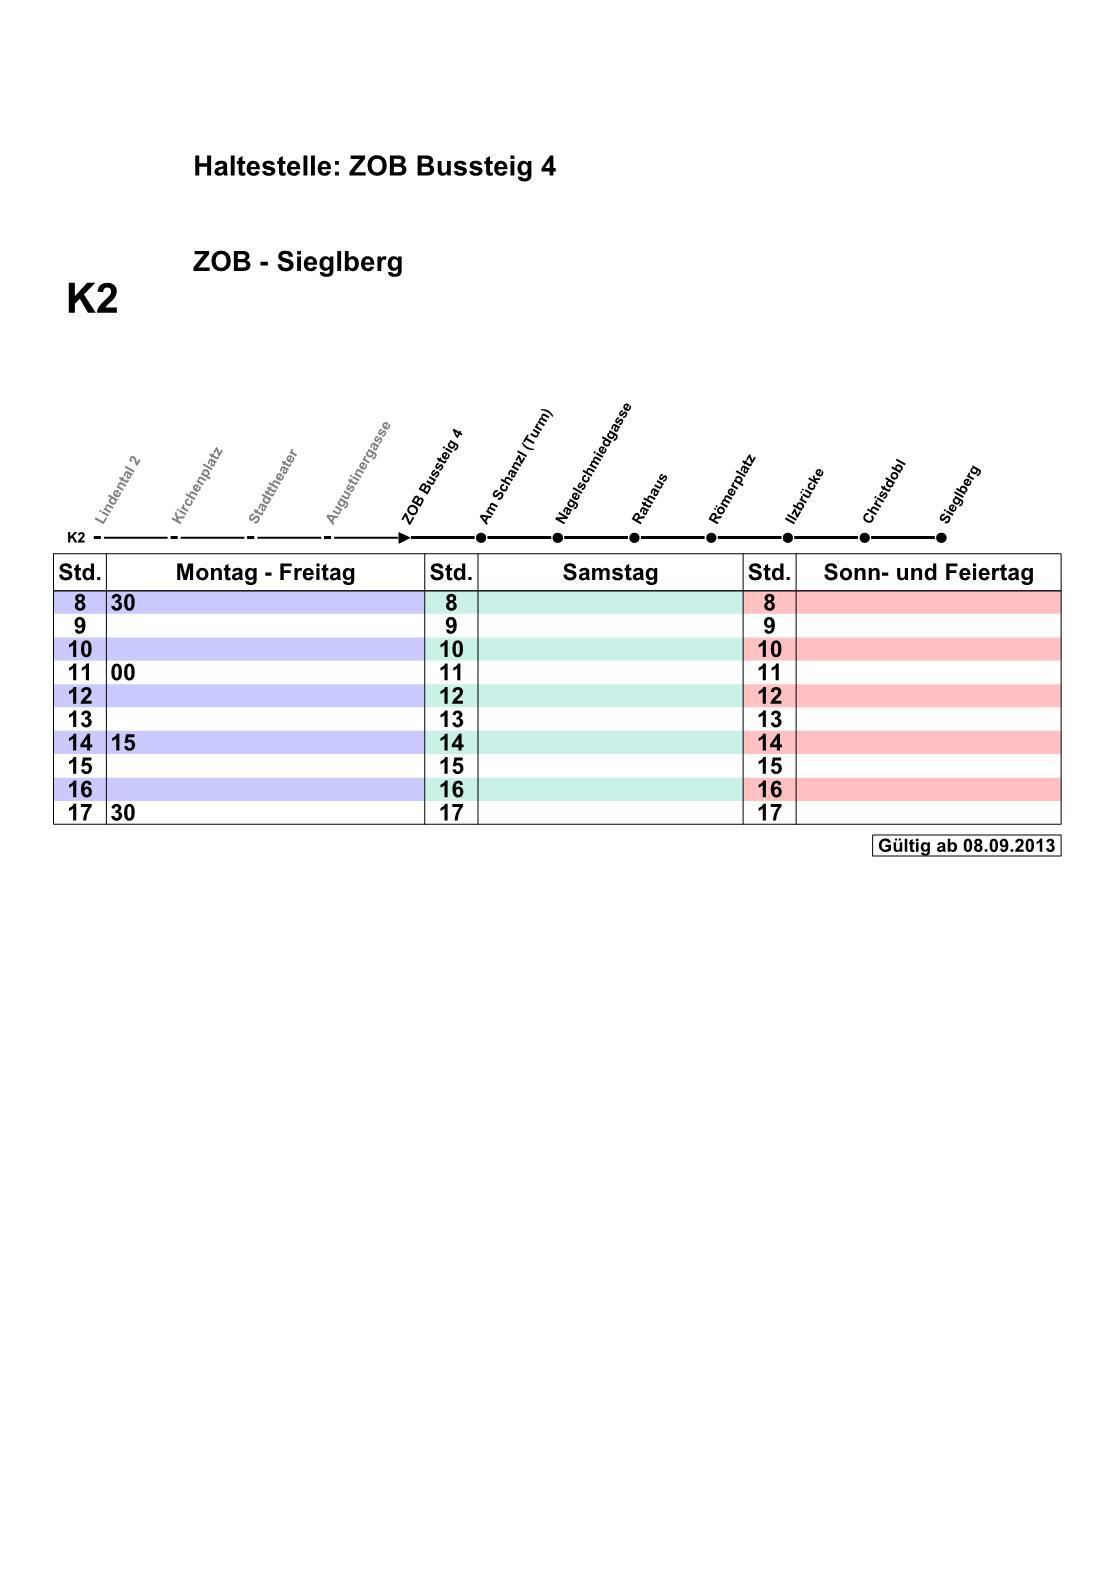 Haltestelle: ZOB Bussteig 4
ZOB - Sieglberg
K2
Lindental 2
Kirchenplatz
Stadttheater
Augustinergasse
ZOB Bussteig 4
Am Schanzl (Turm)
Nagelschmiedgasse
Rathaus
Römerplatz
Ilzbrücke
Christdobl
Sieglberg
K2
Std. Montag - Freitag Std. Samstag Std. Sonn- und Feiertag
8 30 8 8
9 9 9
10 10 10
11 00 11 11
12 12 12
13 13 13
14 15 14 14
15 15 15
16 16 16
17 30 17 17
Gültig ab 08.09.2013